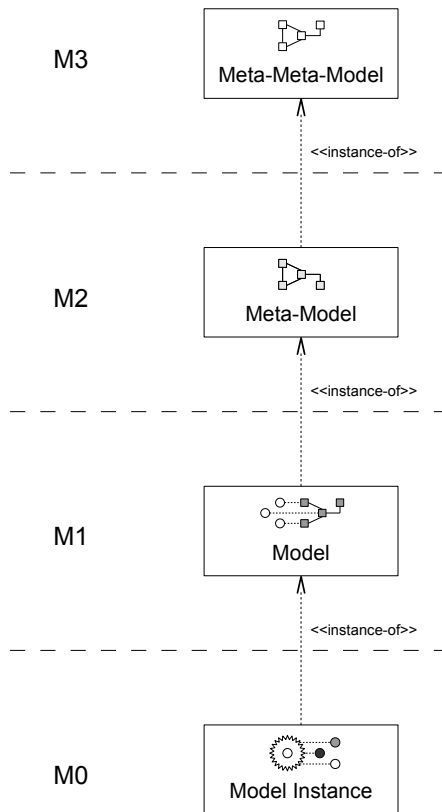 M3
Meta-Meta-Model
<<instance-of>>
M2
Meta-Model
<<instance-of>>
M1
Model
<<instance-of>>
M0
Model Instance